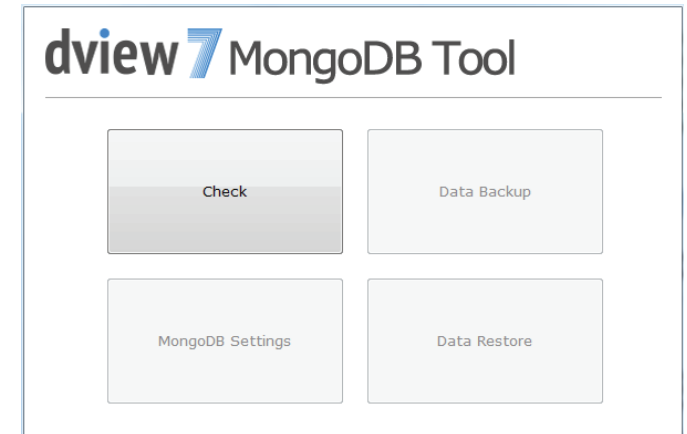 dview 7 MongoDB Tool
Check
Data Backup
MongoDB Settings
Data Restore